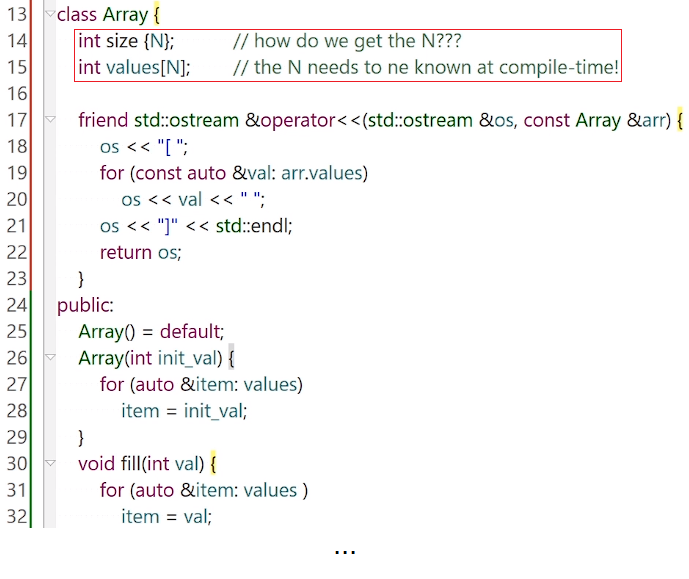 13 class Array {
14 int size {N}; // how do we get the N???
15 int values[N]; // the N needs to ne known at compile-time!
16
17 friend std::ostream &operator<<(std::ostream &os, const Array &arr) {
18 os << "[ ";
19 for (const auto &val: arr.values)
20 os << val << " ";
21 os << "]" << std::endl;
22 return os;
23 }
24 public:
25 Array() = default;
26 Array(int init_val) {
27 for (auto &item: values)
28 item = init_val;
29 }
30 void fill(int val) {
31 for (auto &item: values )
32 item = val;
...